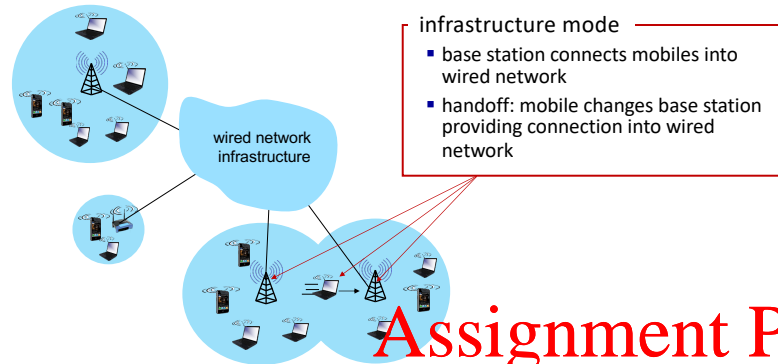 infrastructure mode
▪ base station connects mobiles into
wired network
▪ handoff: mobile changes base station
providing connection into wired
network
wired network
infrastructure
Assignment P